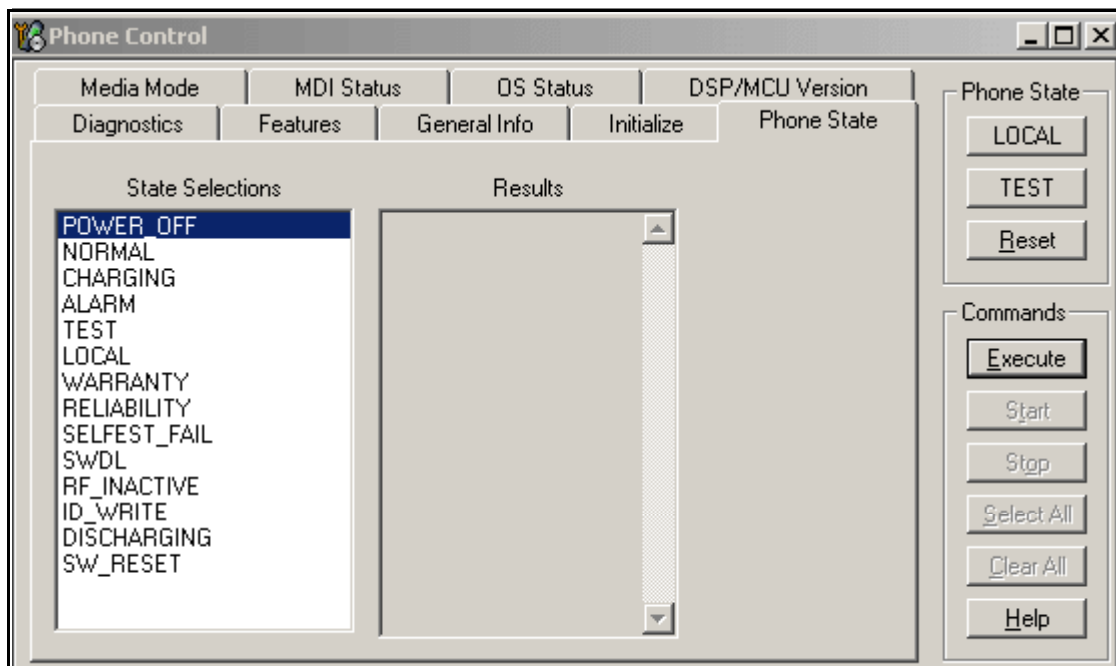 Phone Control
Media Mode MDI Status OS Status DSP/MCU Version
Diagnostics Features General Info Initialize Phone State
State Selections
POWER_OFF
NORMAL
CHARGING
ALARM
TEST
LOCAL
WARRANTY
RELIABILITY
SELFEST_FAIL
SWDL
RF_INACTIVE
ID_WRITE
DISCHARGING
SW_RESET
Results
Phone State
LOCAL
TEST
Reset
Commands
Execute
Start
Stop
Select All
Clear All
Help